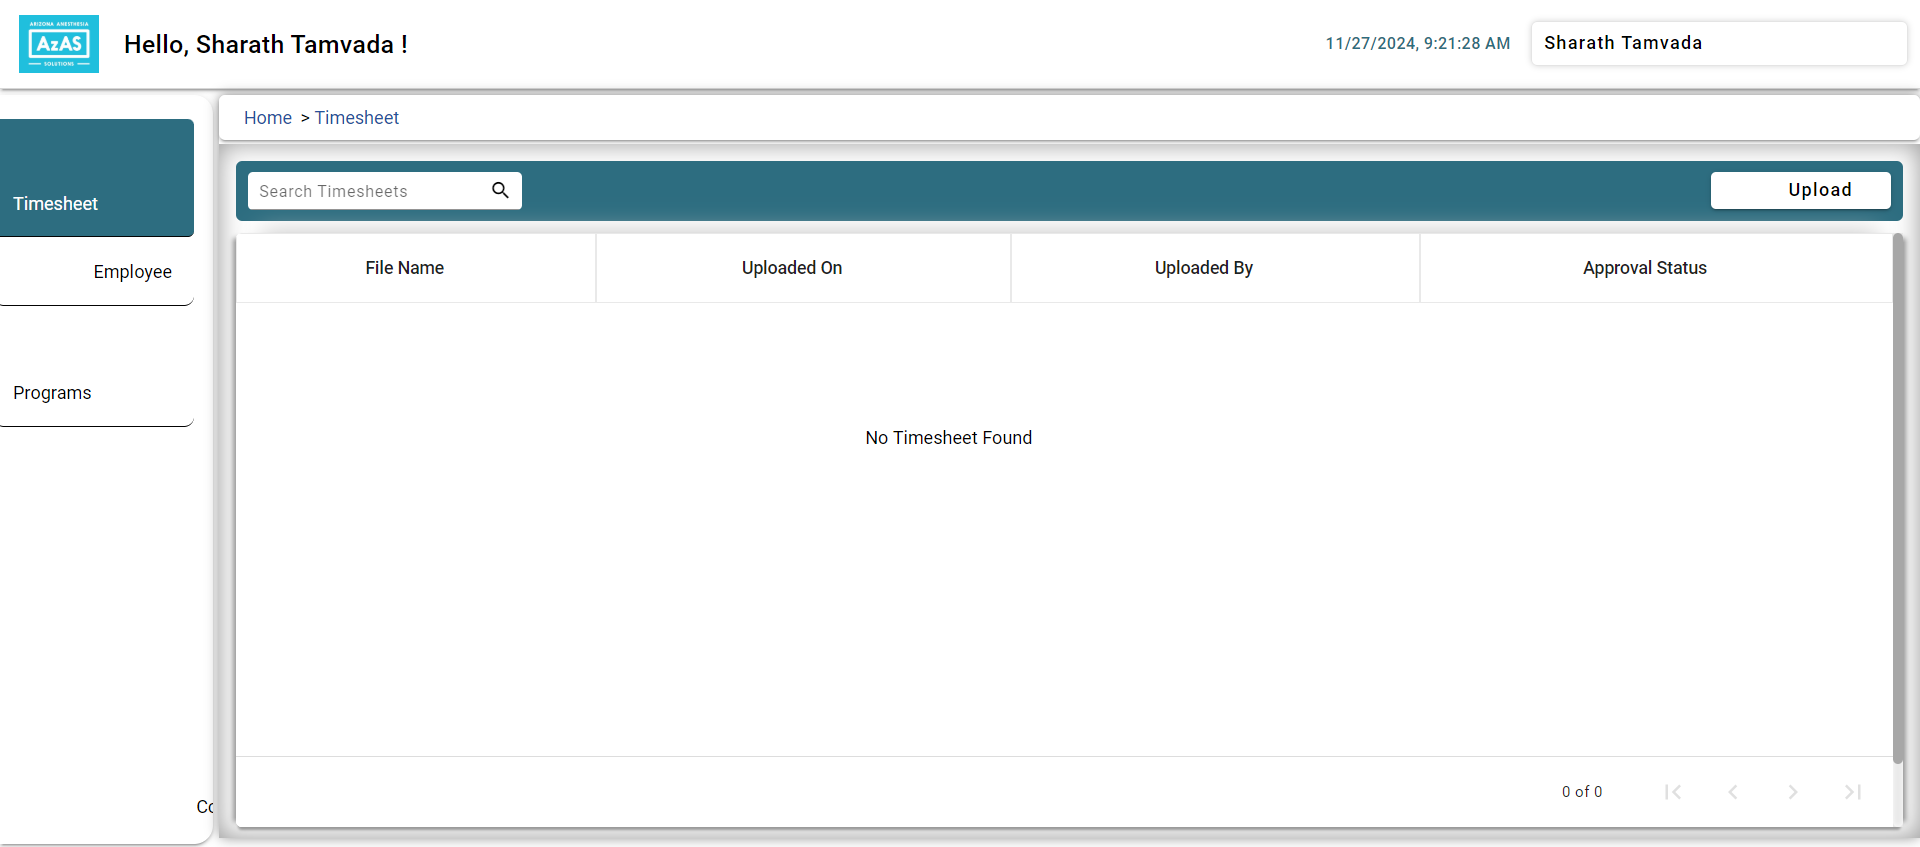 ARIZONA ANESTHESIA
AzAS
SOLUTIONS
Hello, Sharath Tamvada !
11/27/2024, 9:21:28 AM
Sharath Tamvada
Home > Timesheet
Timesheet
Employee
Programs
Co
Search Timesheets
Upload
File Name
Uploaded On
Uploaded By
Approval Status
No Timesheet Found
0 of 0